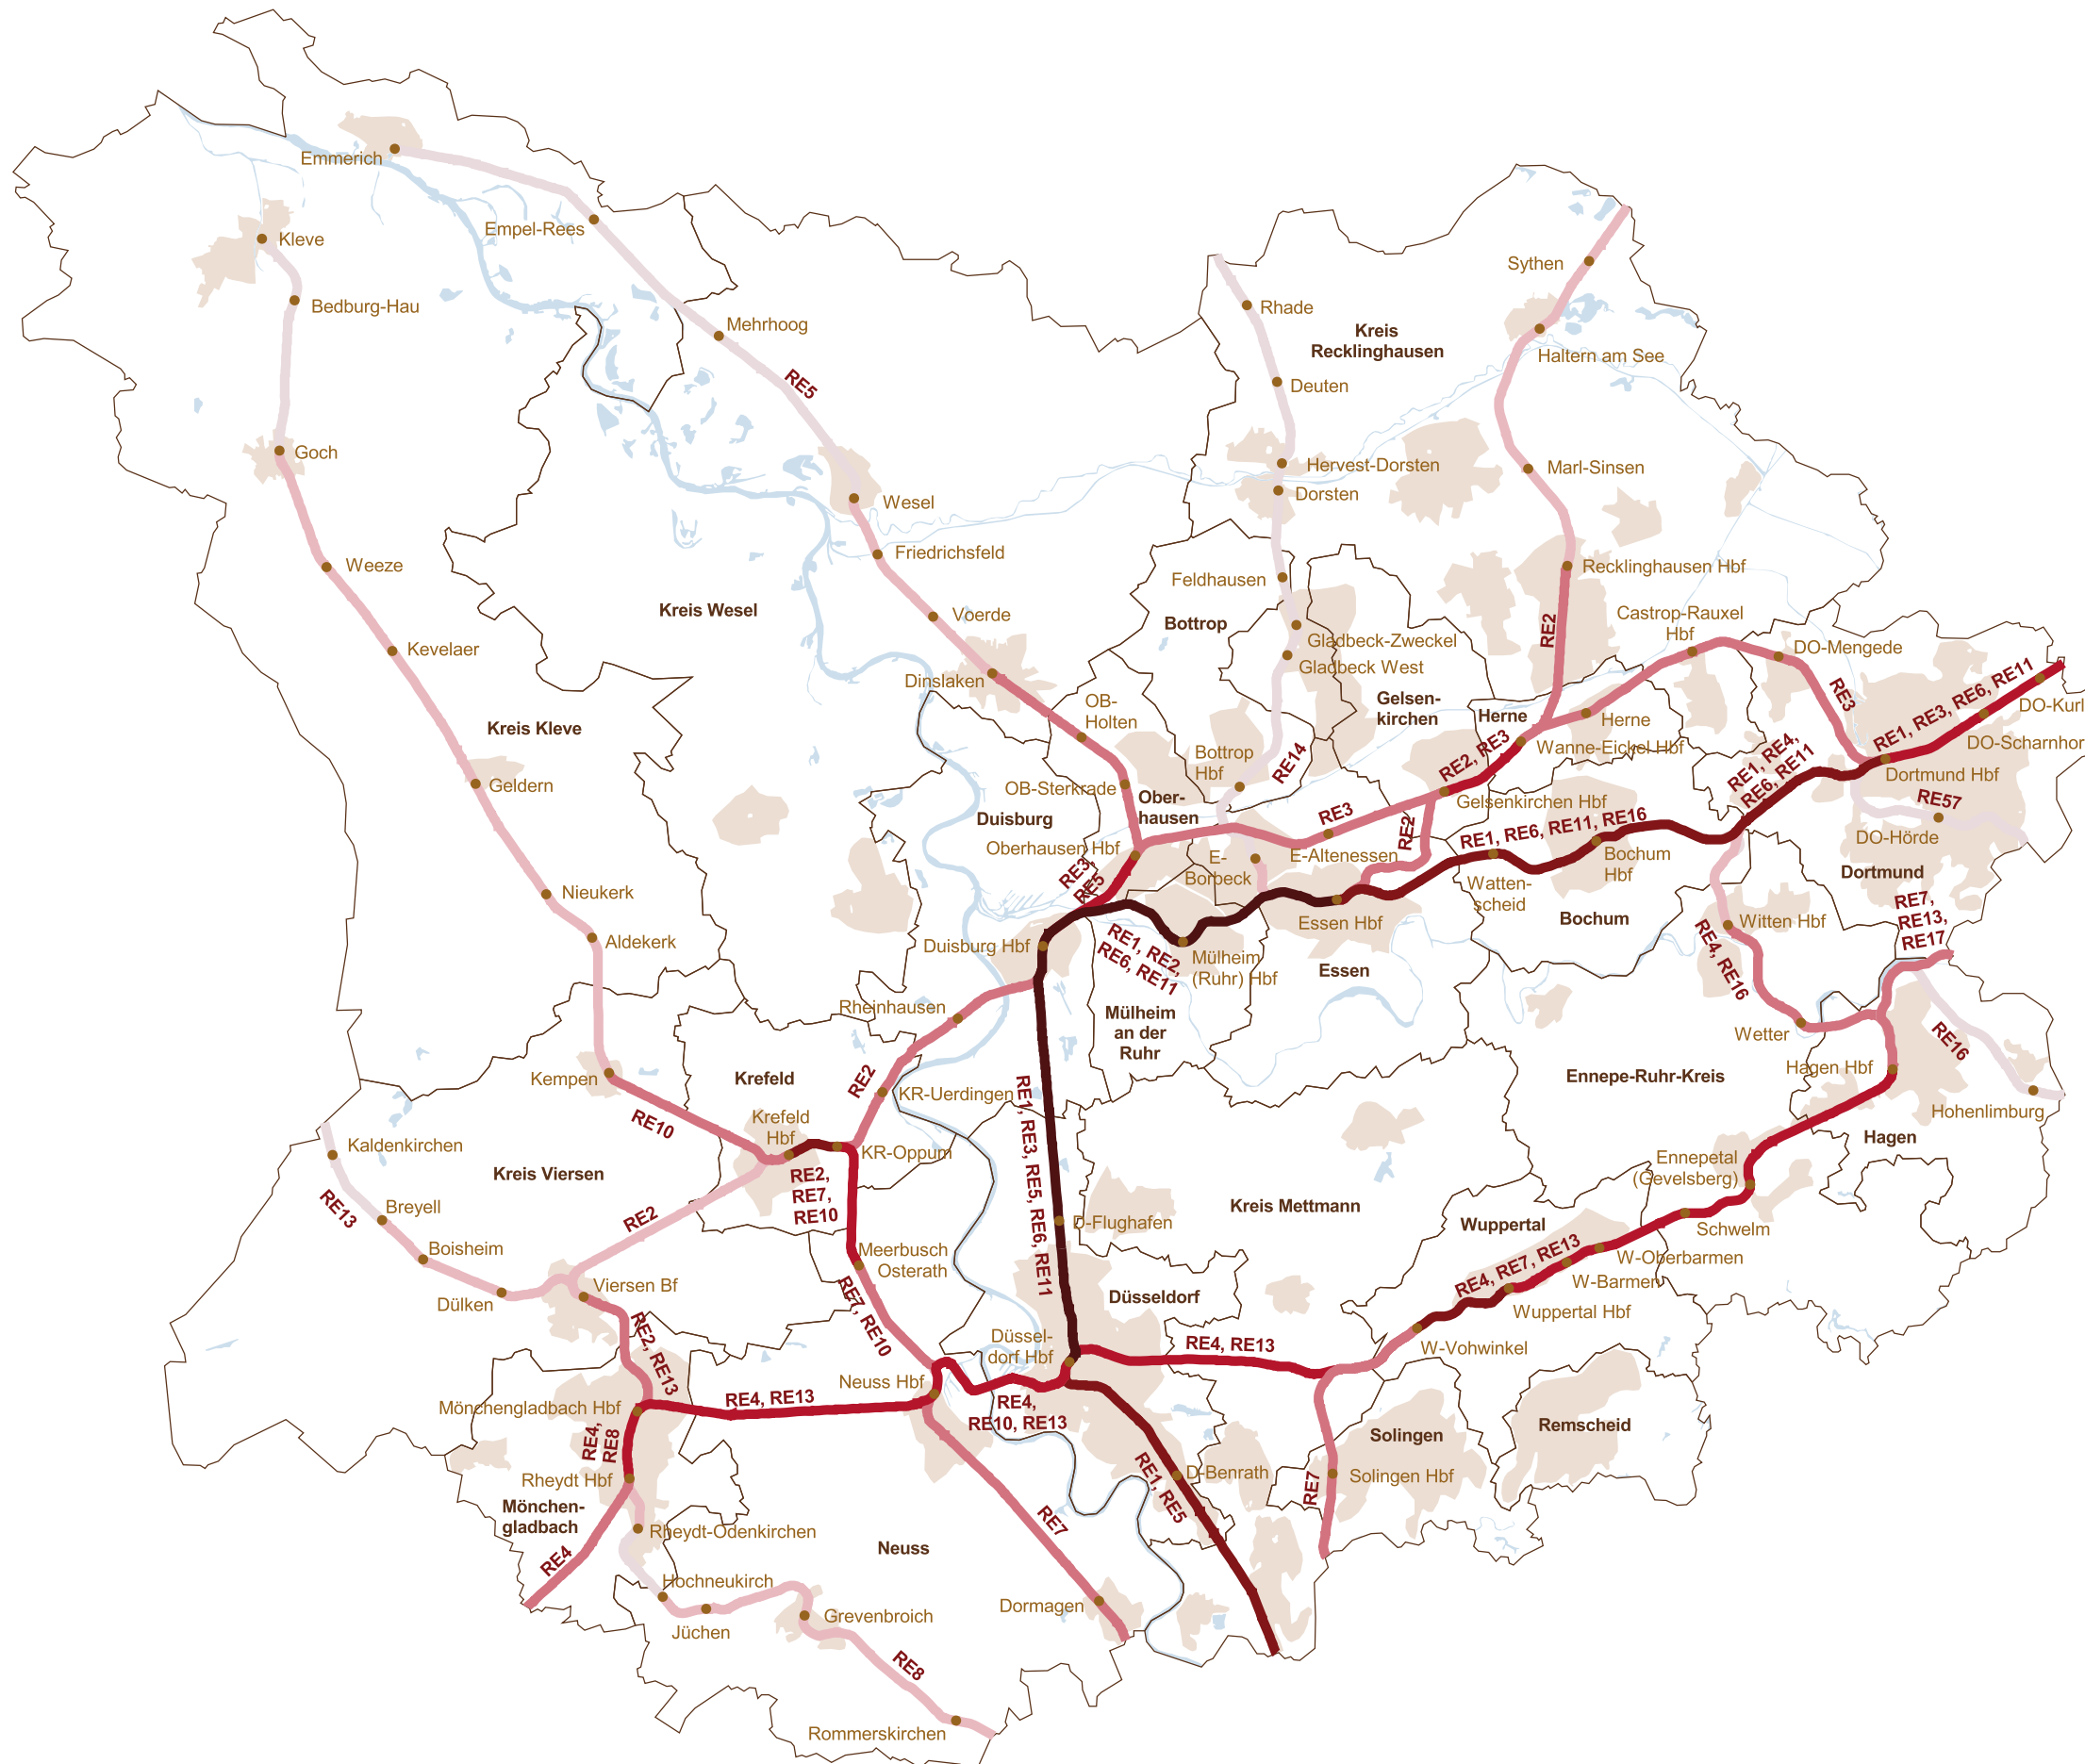 Emmerich
Empel-Rees
Kleve
Bedburg-Hau
Mehrhoog
RE5
Goch
Wesel
Weeze
Friedrichsfeld
Kreis Wesel
Voerde
Kevelaer
Dinslaken
Kreis Kleve
Geldern
Nieukerk
Aldekerk
Sythen
Rhade
Kreis
Recklinghausen
Haltern am See
Deuten
Hervest-Dorsten
Dorsten
Marl-Sinsen
Feldhausen
Recklinghausen Hbf
Bottrop
RE2
Castrop-Rauxel
Hbf
Gladbeck-Zweckel
Gladbeck West
DO-Mengede
OB-
Holten
Gelsen-
kirchen
Herne
Herne
RE3
RE1, RE3, RE6, RE11
DO-Kurl
DO-Scharnhor
Bottrop
Hbf
RE14
RE2, RE3
Wanne-Eickel Hbf
RE1, RE4,
RE6, RE11
Dortmund Hbf
OB-Sterkrade
Ober-
hausen
Duisburg
Gelsenkirchen Hbf
RE57
DO-Hörde
RE3
RE2
RE1, RE6, RE11, RE16
Oberhausen Hbf
E-
Borbeck
E-Altenessen
Bochum
Hbf
Dortmund
RE3,
RE5
Watten-
scheid
Bochum
Essen Hbf
Witten Hbf
RE7,
RE13,
RE17
Duisburg Hbf
RE1, RE2,
RE6, RE11
Mülheim
(Ruhr) Hbf
Essen
RE4, RE16
Rheinhausen
Mülheim
an der
Ruhr
Wetter
RE16
Kempen
Krefeld
RE2
KR-Uerdingen
Ennepe-Ruhr-Kreis
Hagen Hbf
Hohenlimburg
RE10
Krefeld
Hbf
KR-Oppum
RE1, RE3, RE5, RE6, RE11
Hagen
Kaldenkirchen
Kreis Viersen
RE2,
RE7,
RE10
Ennepetal
(Gevelsberg)
RE13
Breyell
RE2
D-Flughafen
Kreis Mettmann
Wuppertal
Schwelm
Boisheim
Meerbusch
Osterath
W-Oberbarmen
RE4, RE7, RE13
W-Barmen
Dülken
Viersen Bf
Düsseldorf
Wuppertal Hbf
RE2, RE13
RE7, RE10
Düssel-
dorf Hbf
RE4, RE13
W-Vohwinkel
Neuss Hbf
Mönchengladbach Hbf
RE4, RE13
RE4,
RE10, RE13
Solingen
Remscheid
RE4,
RE8
Rheydt Hbf
D-Benrath
RE1, RE5
RE7
Solingen Hbf
Mönchen-
gladbach
Rheydt-Odenkirchen
RE7
RE4
Neuss
Hochneukirch
Jüchen
Grevenbroich
Dormagen
RE8
Rommerskirchen